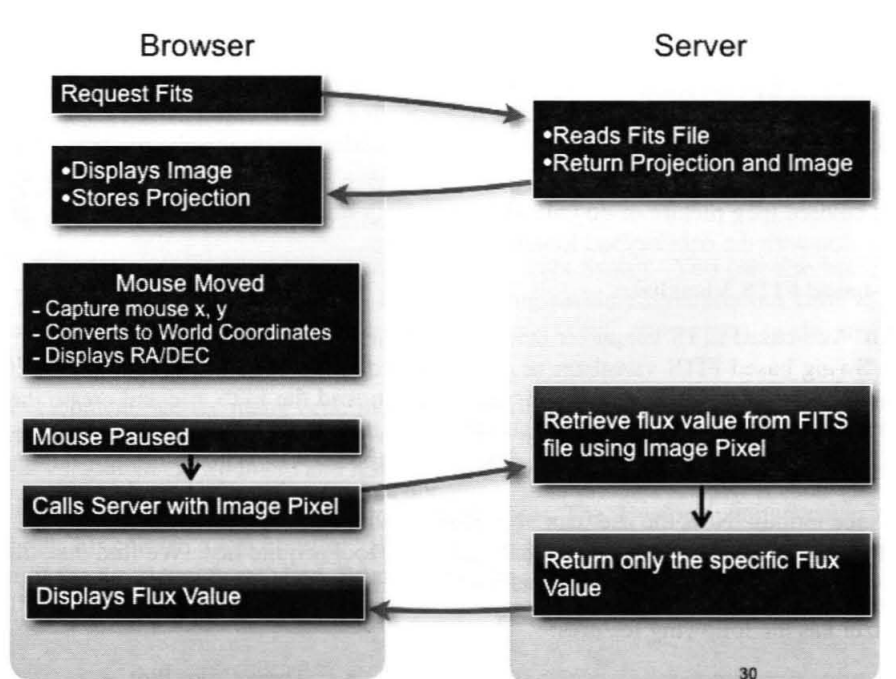 Browser
Server
Request Fits
•Reads Fits File
•Return Projection and Image
•Displays Image
•Stores Projection
Mouse Moved
- Capture mouse x, y
- Converts to World Coordinates
- Displays RA/DEC
Mouse Paused
Calls Server with Image Pixel
Retrieve flux value from FITS
file using Image Pixel
Return only the specific Flux
Value
Displays Flux Value
30